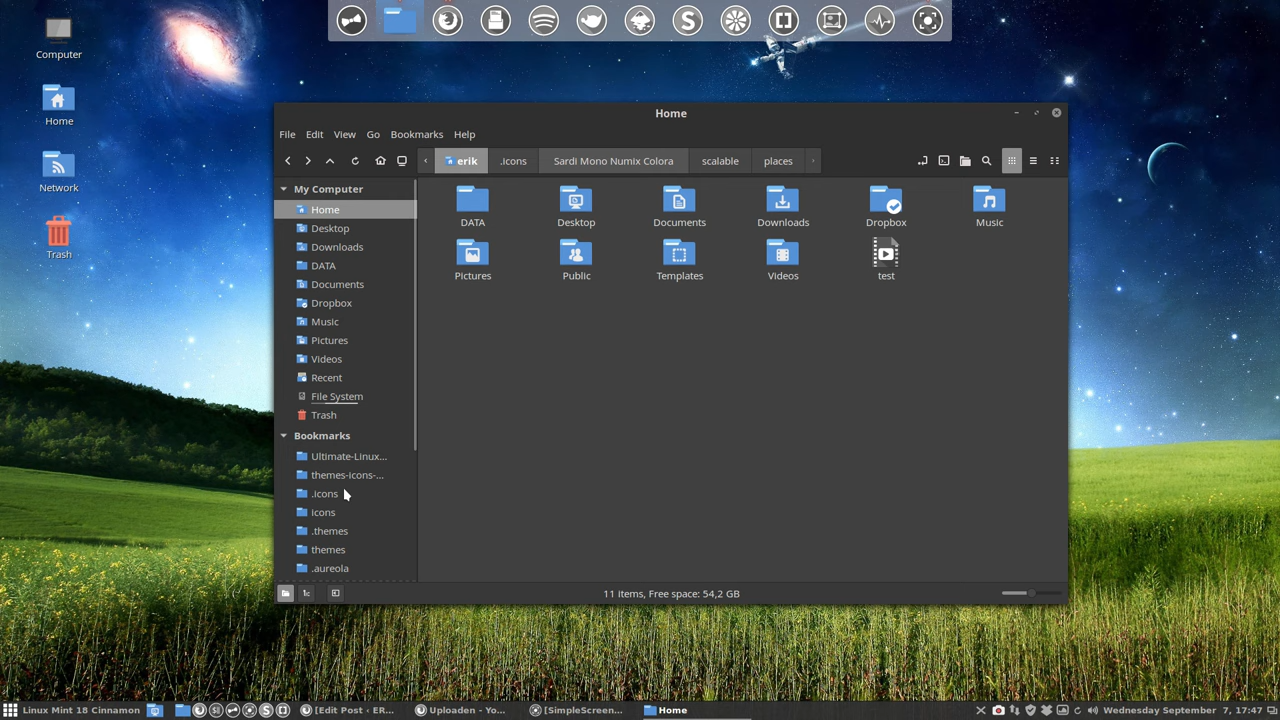 Computer
Home
Network
Trash
Home
File Edit View Go Bookmarks Help
erik .icons Sardi Mono Numix Colora scalable places
My Computer
Home
Desktop
Downloads
DATA
Documents
Dropbox
Music
Pictures
Videos
Recent
File System
Trash
Bookmarks
Ultimate-Linux...
themes-icons-...
.icons
icons
.themes
themes
.aureola
DATA Desktop Documents Downloads Dropbox Music
Pictures Public Templates Videos test
11 items, Free space: 54,2 GB
Linux Mint 18 Cinnamon [Edit Post ‹ ER... Uploaden - Yo... [SimpleScreen... Home Wednesday September 7, 17:47